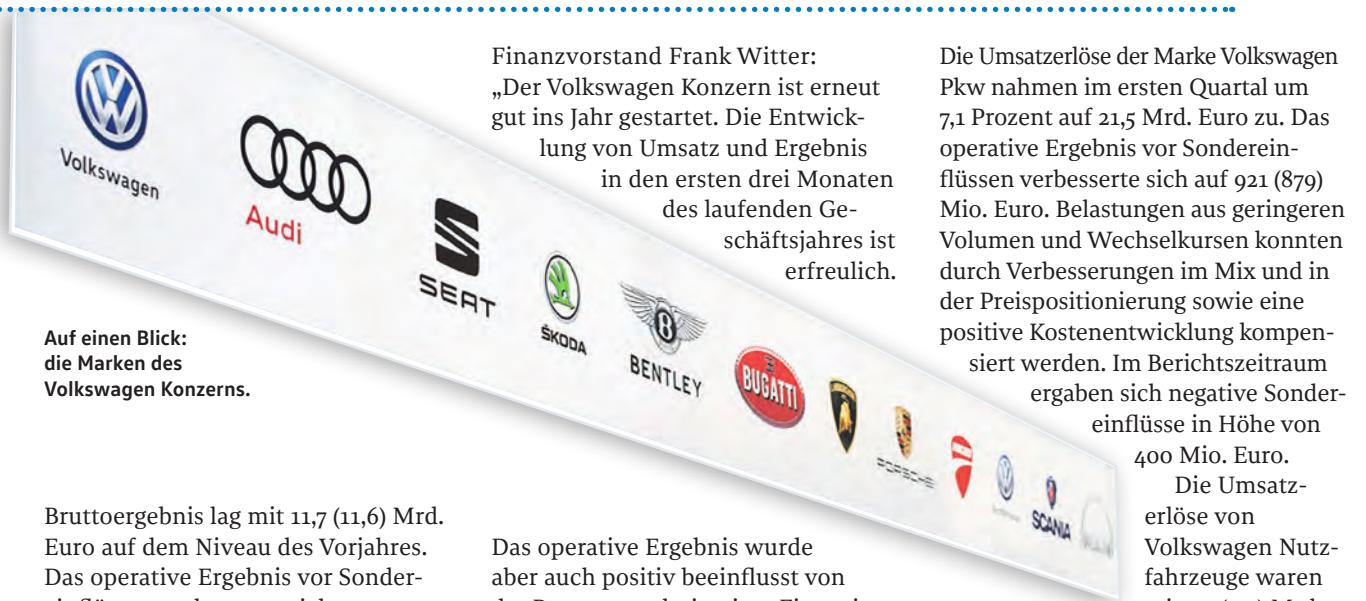 Volkswagen
Audi
SEAT
ŠKODA
BENTLEY
BUGATTI
PORSCHE
SCANIA
Auf einen Blick:
die Marken des
Volkswagen Konzerns.
Bruttoergebnis lag mit 11,7 (11,6) Mrd.
Euro auf dem Niveau des Vorjahres.
Das operative Ergebnis vor Sonder-
Finanzvorstand Frank Witter:
„Der Volkswagen Konzern ist erneut
gut ins Jahr gestartet. Die Entwick-
lung von Umsatz und Ergebnis
in den ersten drei Monaten
des laufenden Ge-
schäftsjahres ist
erfreulich.
Das operative Ergebnis wurde
aber auch positiv beeinflusst von
Die Umsatzerlöse der Marke Volkswagen
Pkw nahmen im ersten Quartal um
7,1 Prozent auf 21,5 Mrd. Euro zu. Das
operative Ergebnis vor Sonderein-
flüssen verbesserte sich auf 921 (879)
Mio. Euro. Belastungen aus geringeren
Volumen und Wechselkursen konnten
durch Verbesserungen im Mix und in
der Preispositionierung sowie eine
positive Kostenentwicklung kompen-
siert werden. Im Berichtszeitraum
ergaben sich negative Sonder-
einflüsse in Höhe von
400 Mio. Euro.
Die Umsatz-
erlöse von
Volkswagen Nutz-
fahrzeuge waren